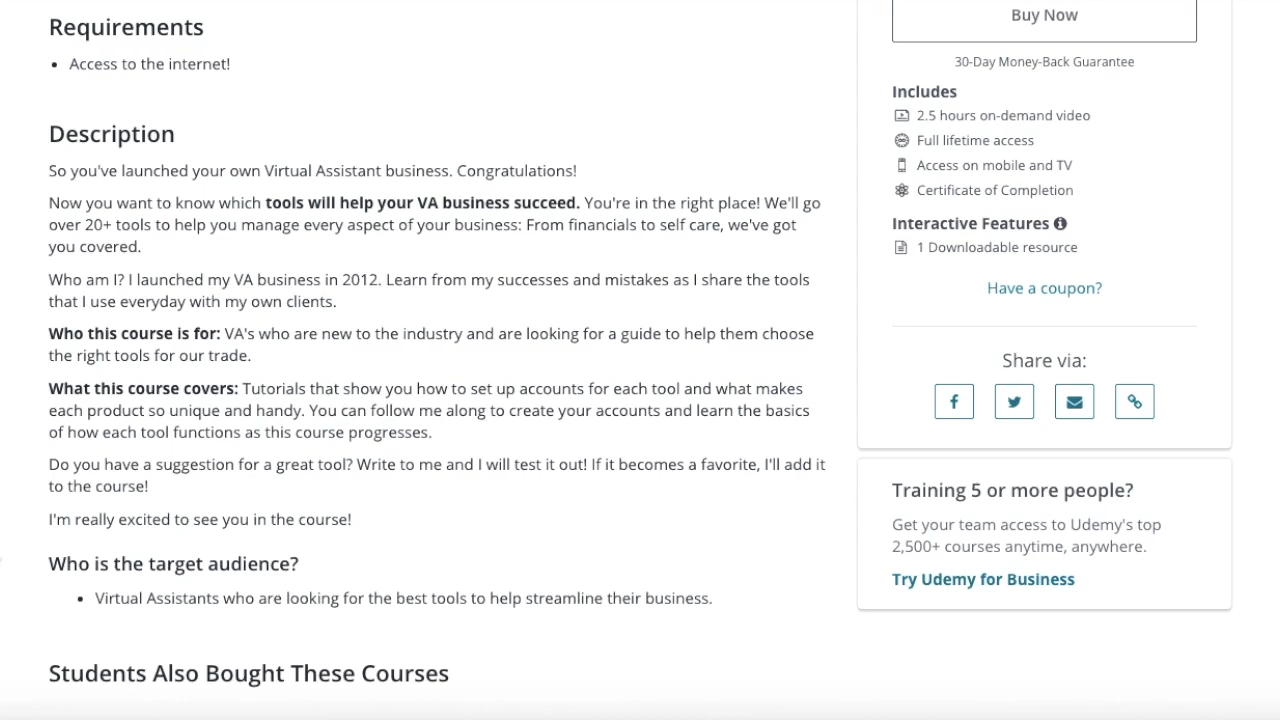 Requirements
• Access to the internet!
Description
So you've launched your own Virtual Assistant business. Congratulations!
Now you want to know which tools will help your VA business succeed. You're in the right place! We'll go
over 20+ tools to help you manage every aspect of your business: From financials to self care, we've got
you covered.
Who am I? I launched my VA business in 2012. Learn from my successes and mistakes as I share the tools
that I use everyday with my own clients.
Who this course is for: VA's who are new to the industry and are looking for a guide to help them choose
the right tools for our trade.
What this course covers: Tutorials that show you how to set up accounts for each tool and what makes
each product so unique and handy. You can follow me along to create your accounts and learn the basics
of how each tool functions as this course progresses.
Do you have a suggestion for a great tool? Write to me and I will test it out! If it becomes a favorite, I'll add it
to the course!
I'm really excited to see you in the course!
Who is the target audience?
• Virtual Assistants who are looking for the best tools to help streamline their business.
Students Also Bought These Courses
Buy Now
30-Day Money-Back Guarantee
Includes
2.5 hours on-demand video
Full lifetime access
Access on mobile and TV
Certificate of Completion
Interactive Features
1 Downloadable resource
Have a coupon?
Share via:
Training 5 or more people?
Get your team access to Udemy's top
2,500+ courses anytime, anywhere.
Try Udemy for Business